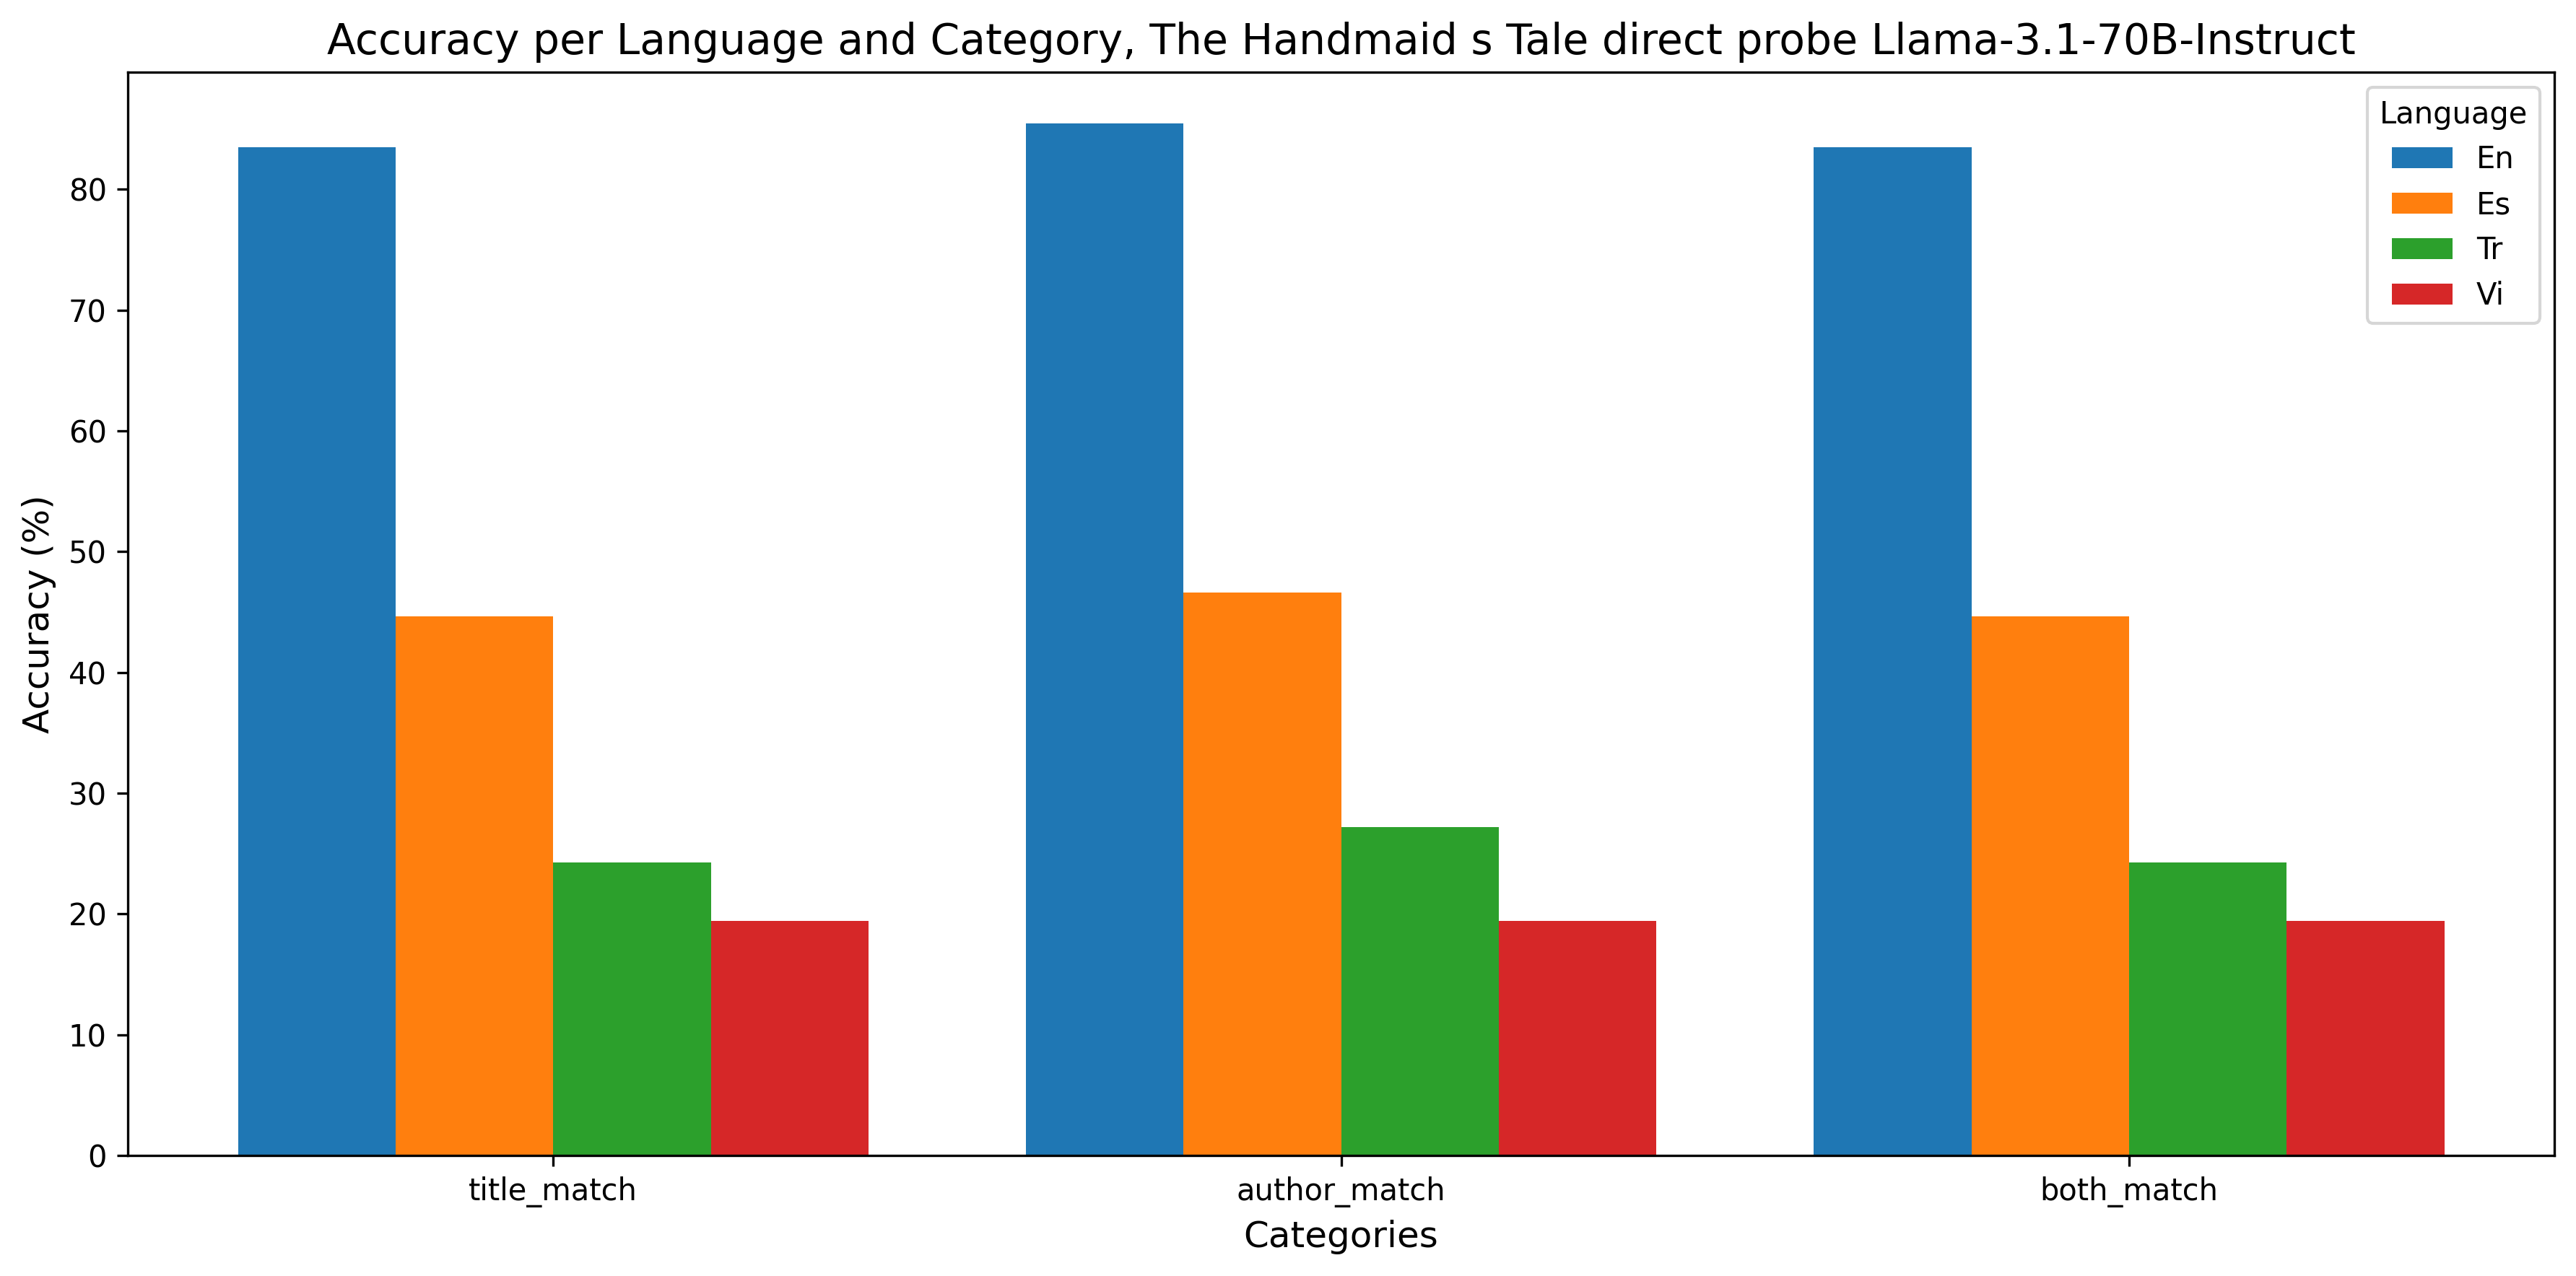 Accuracy per Language and Category, The Handmaid s Tale direct probe Llama-3.1-70B-Instruct
Language
En
Es
Tr
Vi
Accuracy (%)
80
70
60
50
40
30
20
10
0
title_match
author_match
both_match
Categories